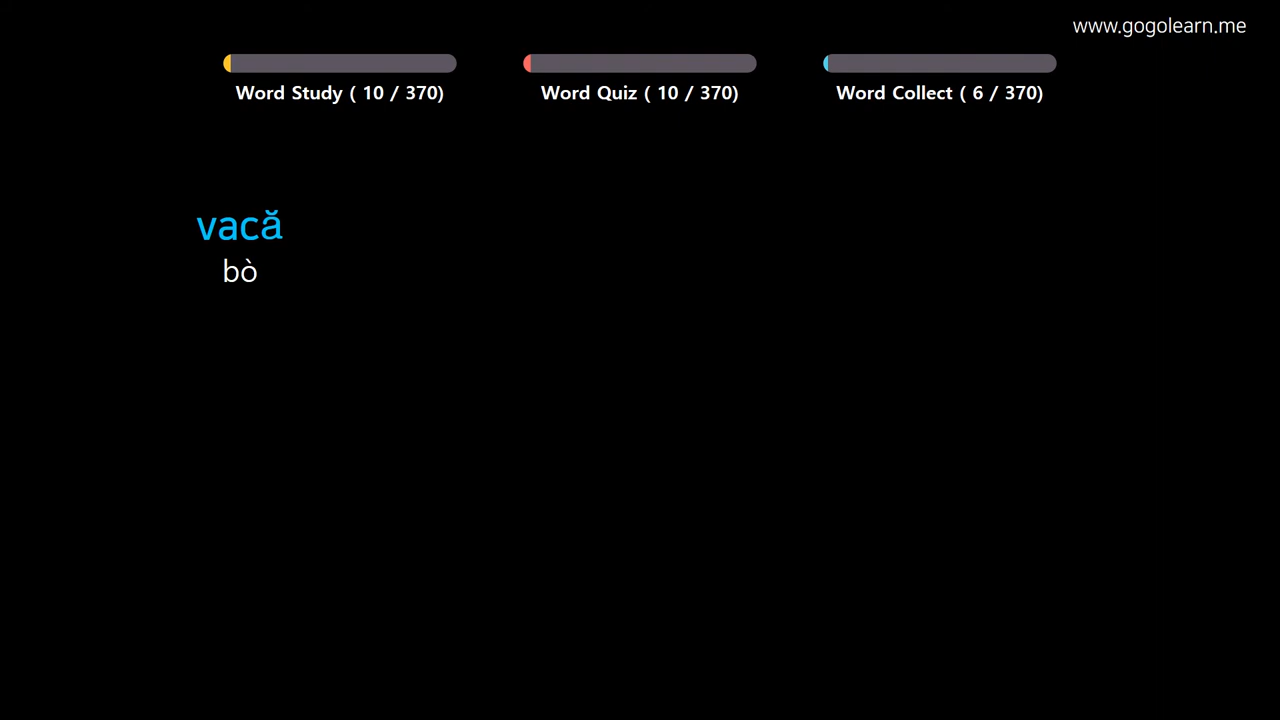 www.gogolearn.me
Word Study ( 10 / 370)
Word Quiz ( 10 / 370)
Word Collect ( 6 / 370)
vacă
bò